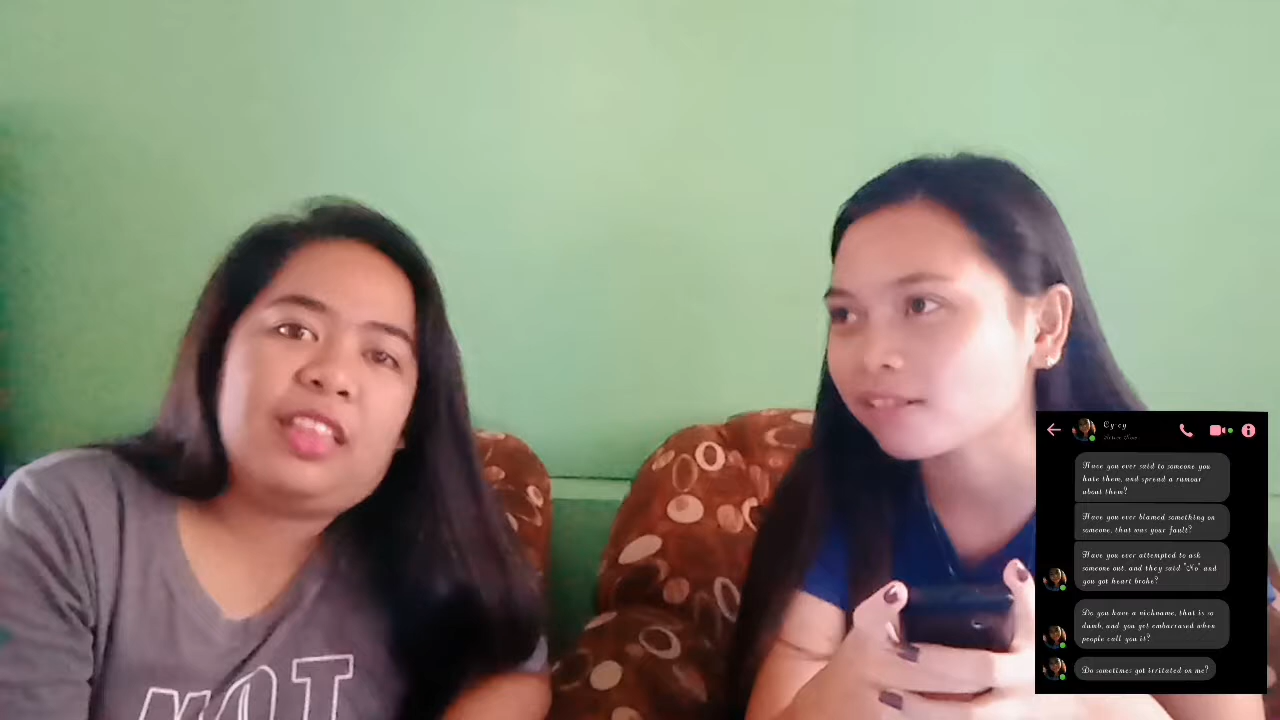 NOT
Cy cy
Active Now
Have you ever said to someone you
hate them, and spread a rumour
about them?
Have you ever blamed something on
someone, that was your fault?
Have you ever attempted to ask
someone out, and they said "No" and
you got heart broke?
Do you have a nickname, that is so
dumb, and you get embarrased when
people call you it?
Do sometimes got irritated on me?